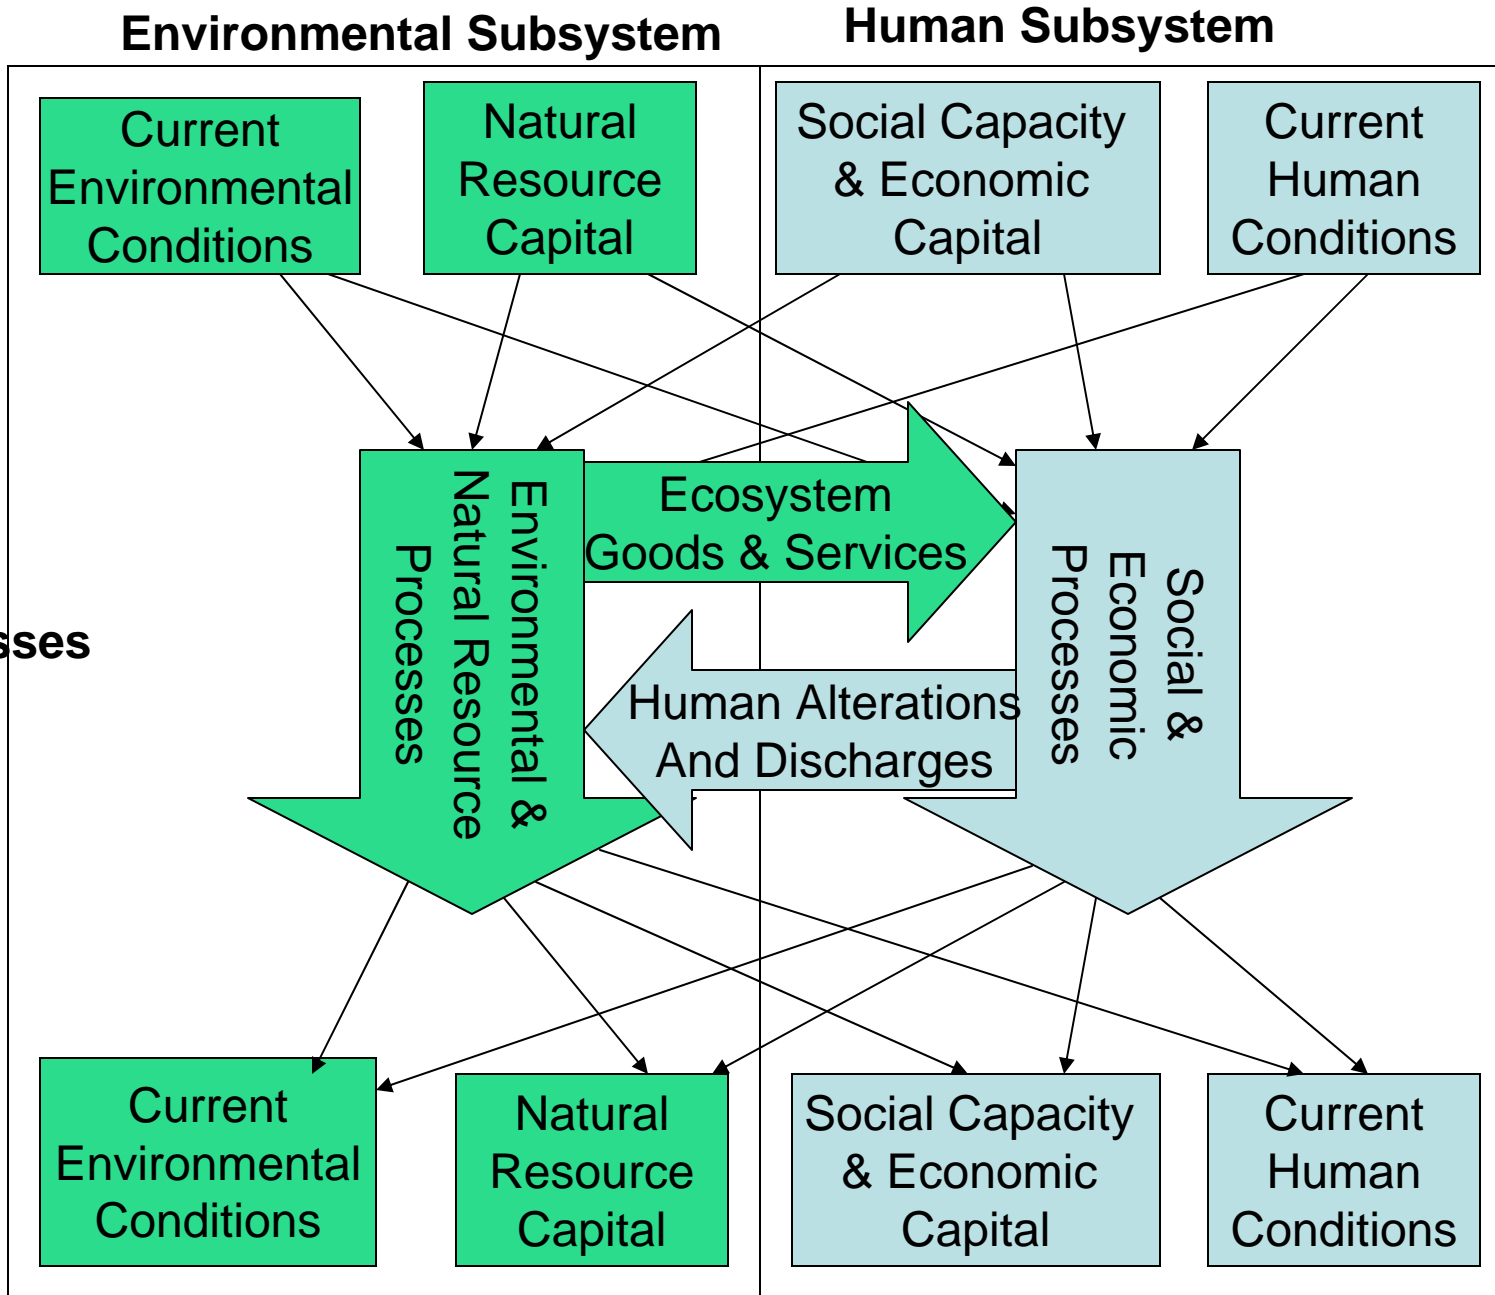 Environmental Subsystem
Human Subsystem
Current
Environmental
Conditions
Natural
Resource
Capital
Social Capacity
& Economic
Capital
Current
Human
Conditions
Environmental &
Natural Resource
Processes
Ecosystem
Goods & Services
Human Alterations
And Discharges
Social &
Economic
Processes
Current
Environmental
Conditions
Natural
Resource
Capital
Social Capacity
& Economic
Capital
Current
Human
Conditions